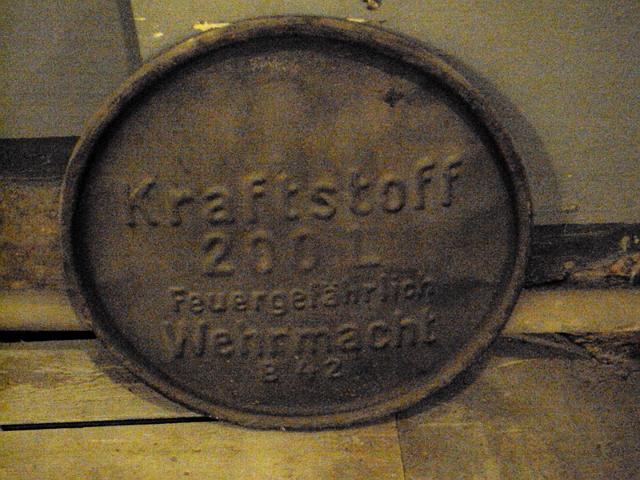 Kraftstoff
200 L
Feuergefährlich
Wehrmacht
B 42